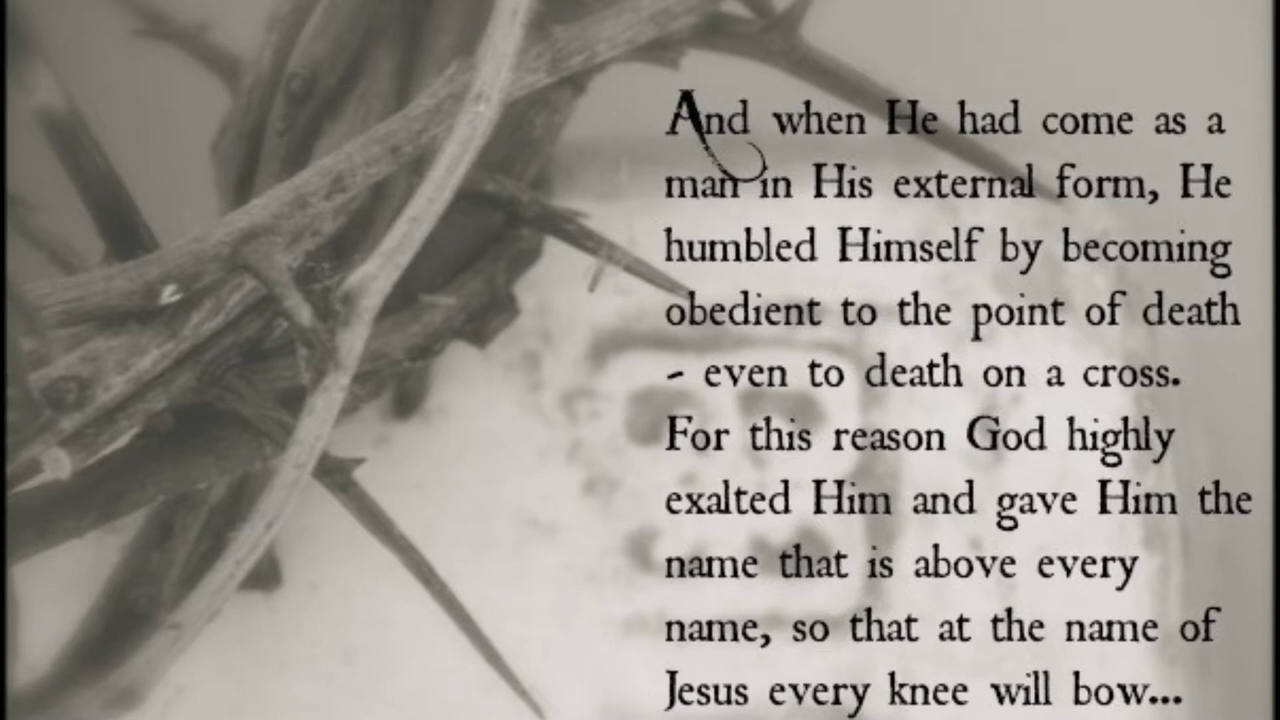 And when He had come as a
man in His external form, He
humbled Himself by becoming
obedient to the point of death
- even to death on a cross.
For this reason God highly
exalted Him and gave Him the
name that is above every
name, so that at the name of
Jesus every knee will bow...